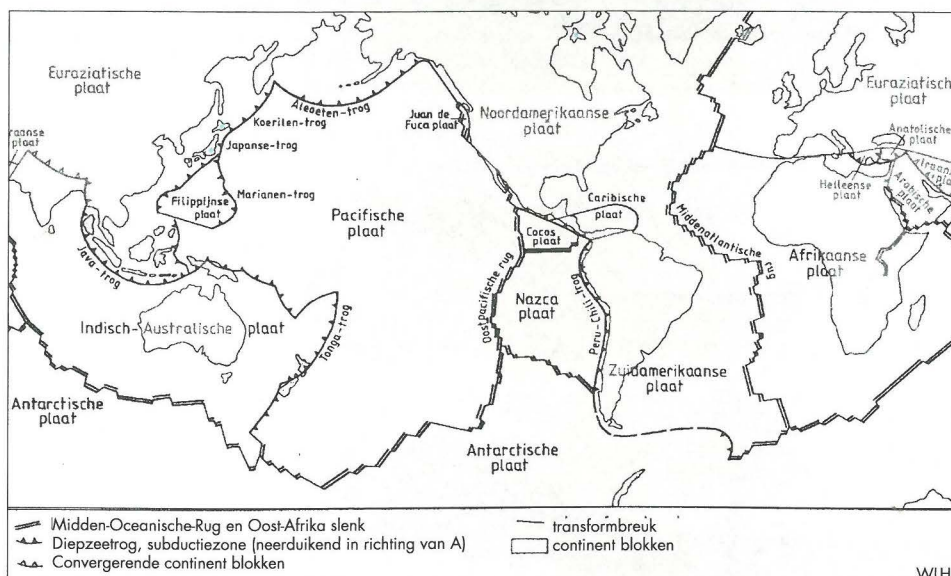 Euraziatische
plaat
Aleoeten-trog
Koerilen-trog
Japanse-trog
Filippijnse
plaat
Marianen-trog
Java-trog
Indisch-Australische plaat
Tonga-trog
Antarctische
plaat
Pacifische
plaat
Juan de
Fuca plaat
Noordamerikaanse
plaat
Caribische
plaat
Cocos
plaat
Oostpacifische rug
Nazca
plaat
Peru-Chili-trog
Zuidamerikaanse
plaat
Antarctische
plaat
Middenatlantische
rug
Euraziatische
plaat
Anatolische
plaat
Helleense
plaat
Arabische
plaat
Afrikaanse
plaat
Midden-Oceanische-Rug en Oost-Afrika slenk
Diepzeetrog, subductiezone (neerduikend in richting van A)
Convergerende continent blokken
transformbreuk
continent blokken